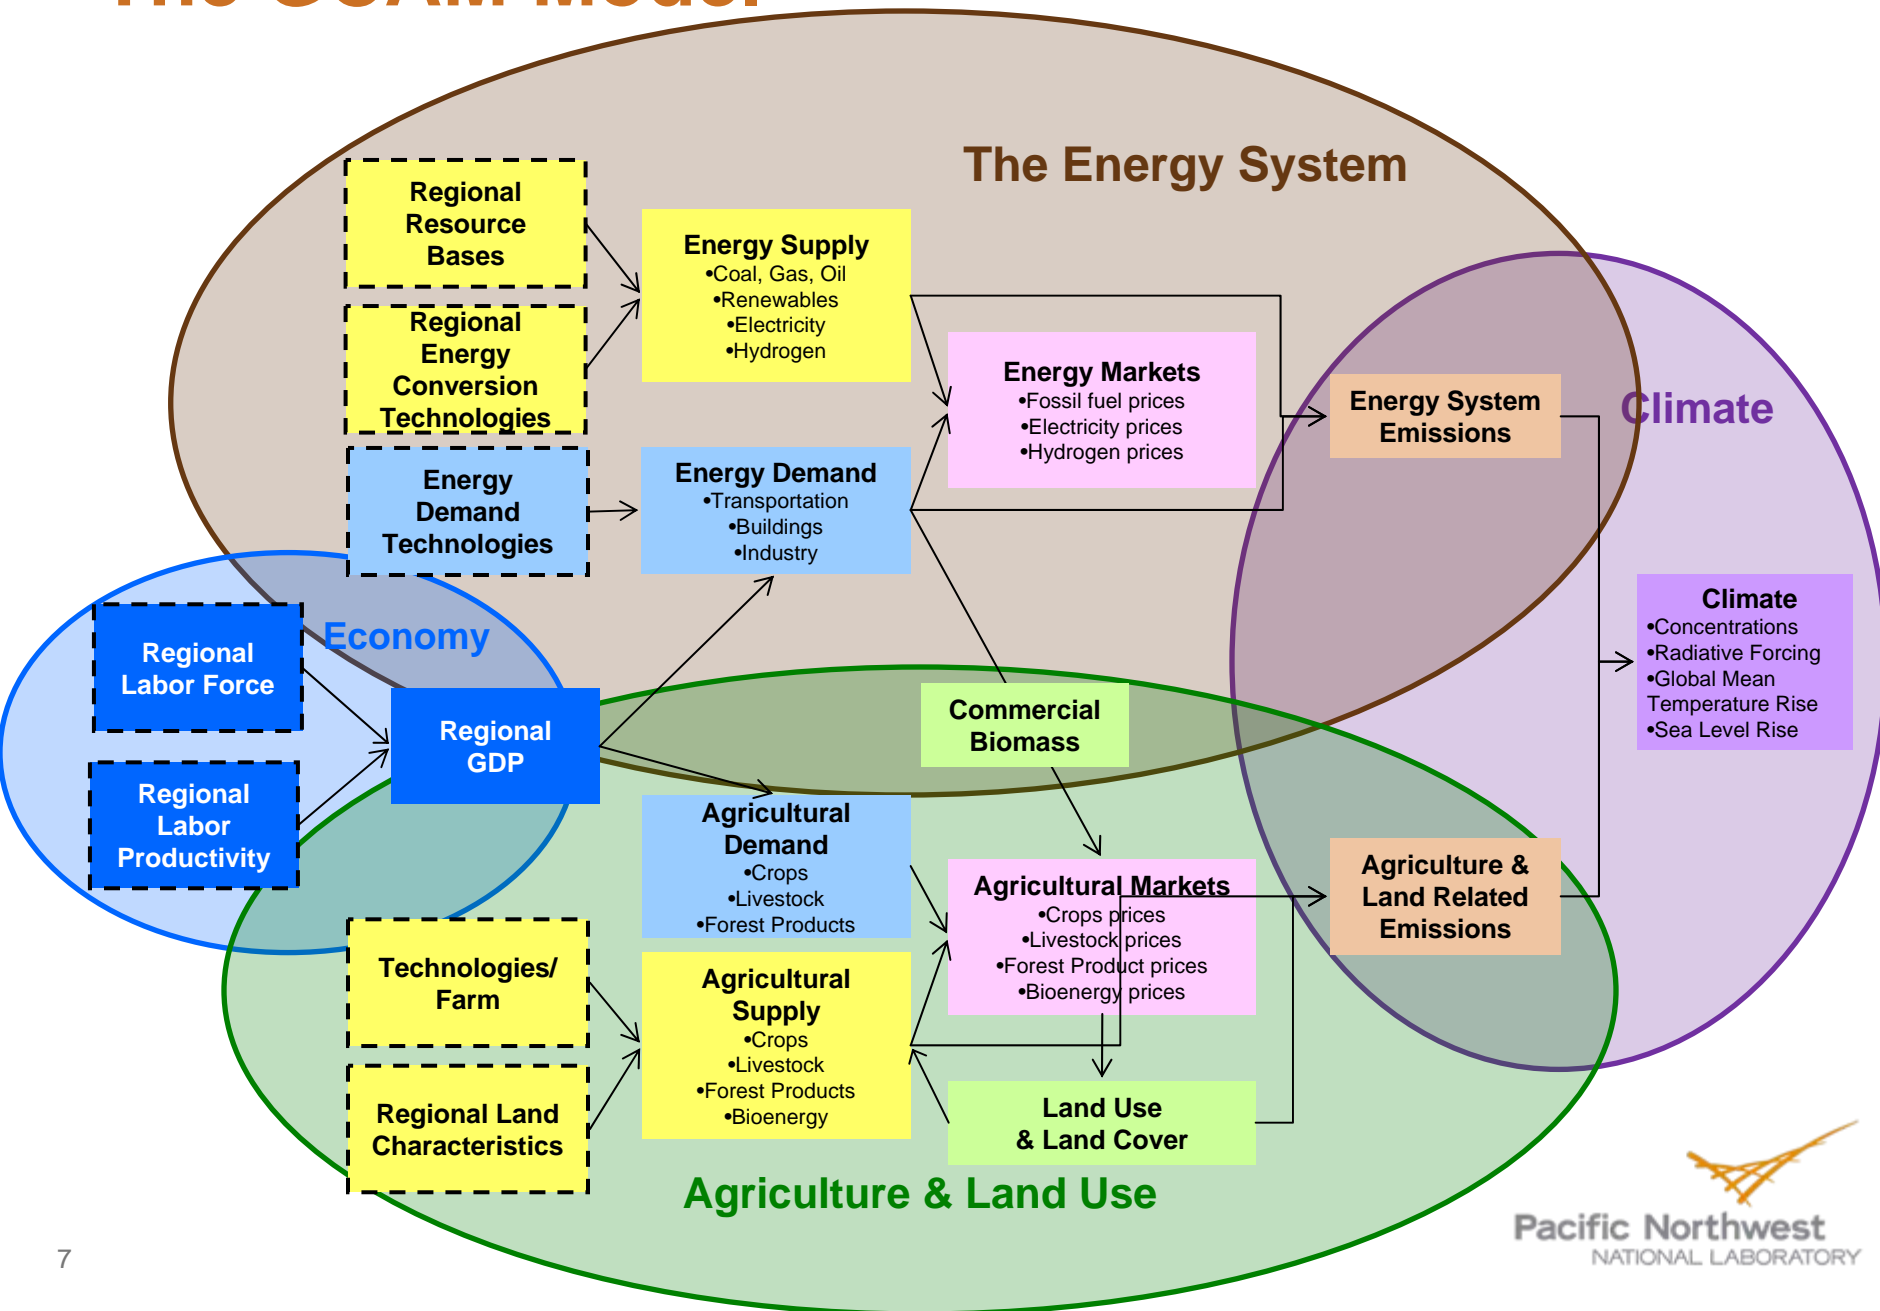 The GCAM Model
The Energy System
Regional
Resource
Bases
Energy Supply
•Coal, Gas, Oil
•Renewables
•Electricity
•Hydrogen
Regional
Energy
Conversion
Technologies
Energy Markets
•Fossil fuel prices
•Electricity prices
•Hydrogen prices
Energy System
Emissions
Climate
Energy
Demand
Technologies
Energy Demand
•Transportation
•Buildings
•Industry
Economy
Regional
Labor Force
Climate
•Concentrations
•Radiative Forcing
•Global Mean
Temperature Rise
•Sea Level Rise
Regional
GDP
Commercial
Biomass
Regional
Labor
Productivity
Agricultural
Demand
•Crops
•Livestock
•Forest Products
Agricultural Markets
•Crops prices
•Livestock prices
•Forest Product prices
•Bioenergy prices
Agriculture &
Land Related
Emissions
Technologies/
Farm
Agricultural
Supply
•Crops
•Livestock
•Forest Products
•Bioenergy
Regional Land
Characteristics
Land Use
& Land Cover
Agriculture & Land Use
Pacific Northwest
NATIONAL LABORATORY
7